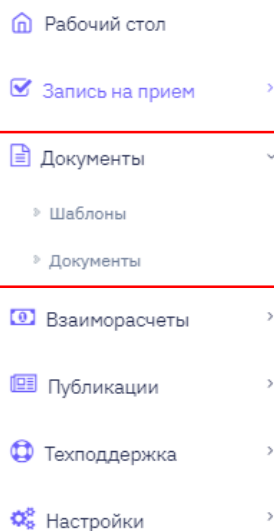 Рабочий стол
Запись на прием
Документы
Шаблоны
Документы
Взаиморасчеты
Публикации
Техподдержка
Настройки